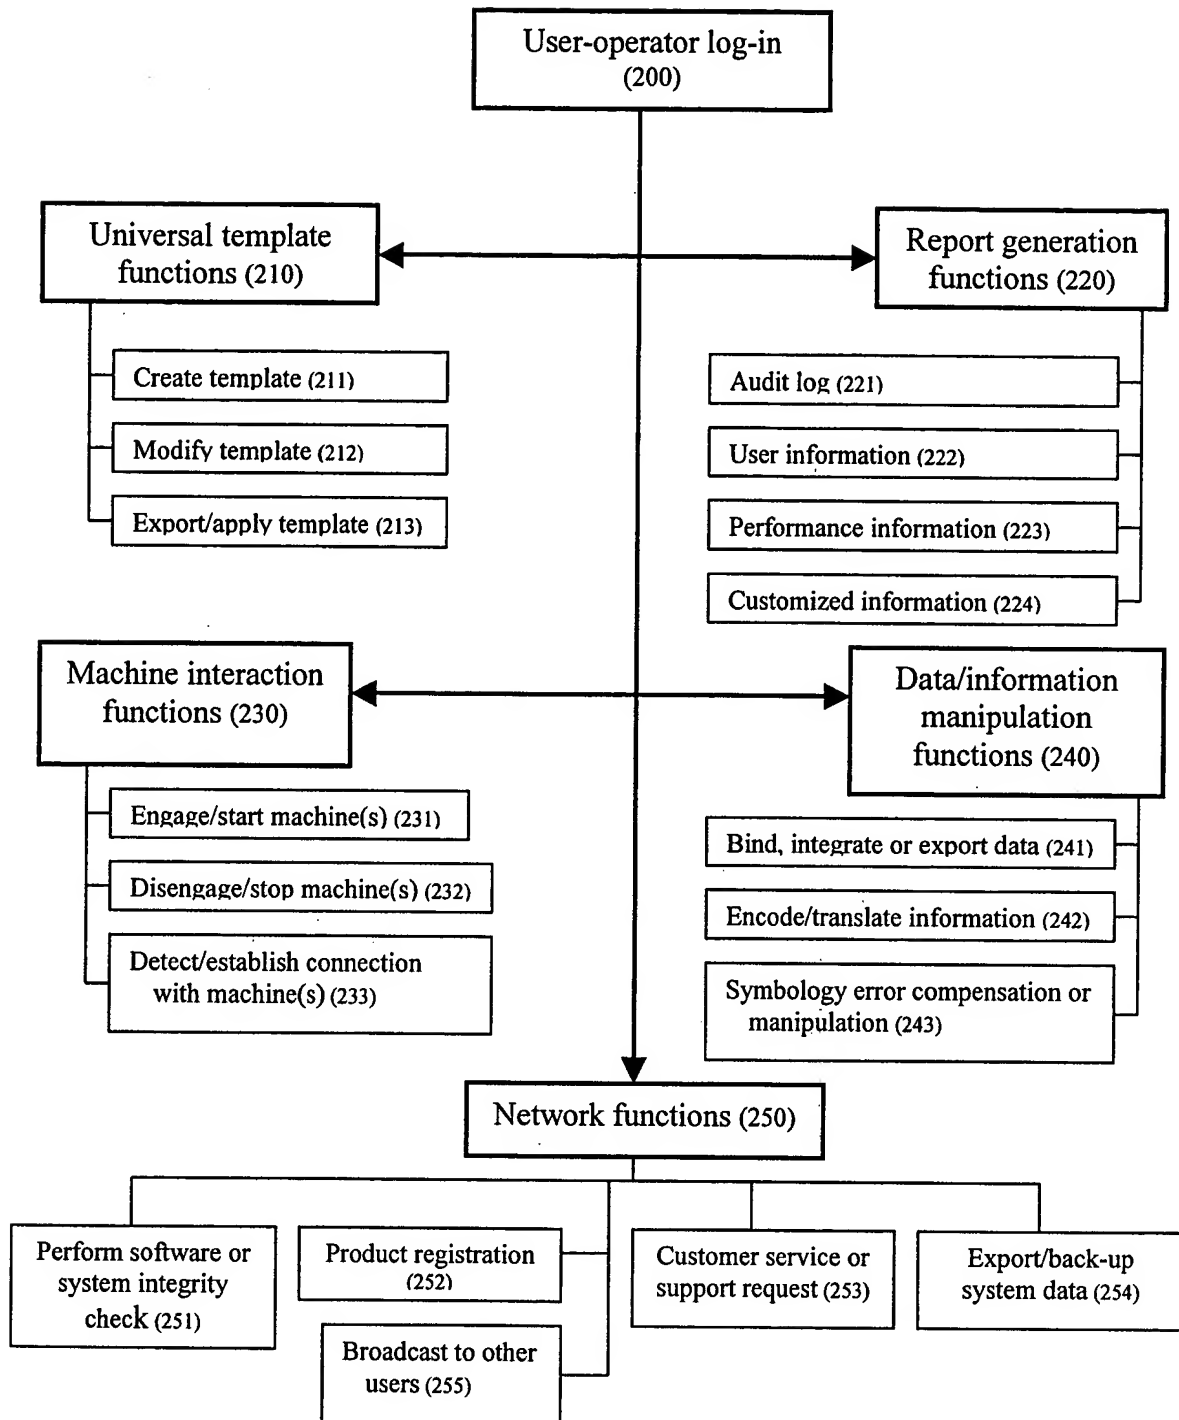 User-operator log-in
(200)
Universal template
functions (210)
Create template (211)
Modify template (212)
Export/apply template (213)
Report generation
functions (220)
Audit log (221)
User information (222)
Performance information (223)
Customized information (224)
Machine interaction
functions (230)
Engage/start machine(s) (231)
Disengage/stop machine(s) (232)
Detect/establish connection
with machine(s) (233)
Data/information
manipulation
functions (240)
Bind, integrate or export data (241)
Encode/translate information (242)
Symbology error compensation or
manipulation (243)
Network functions (250)
Perform software or
system integrity
check (251)
Product registration
(252)
Broadcast to other
users (255)
Customer service or
support request (253)
Export/back-up
system data (254)